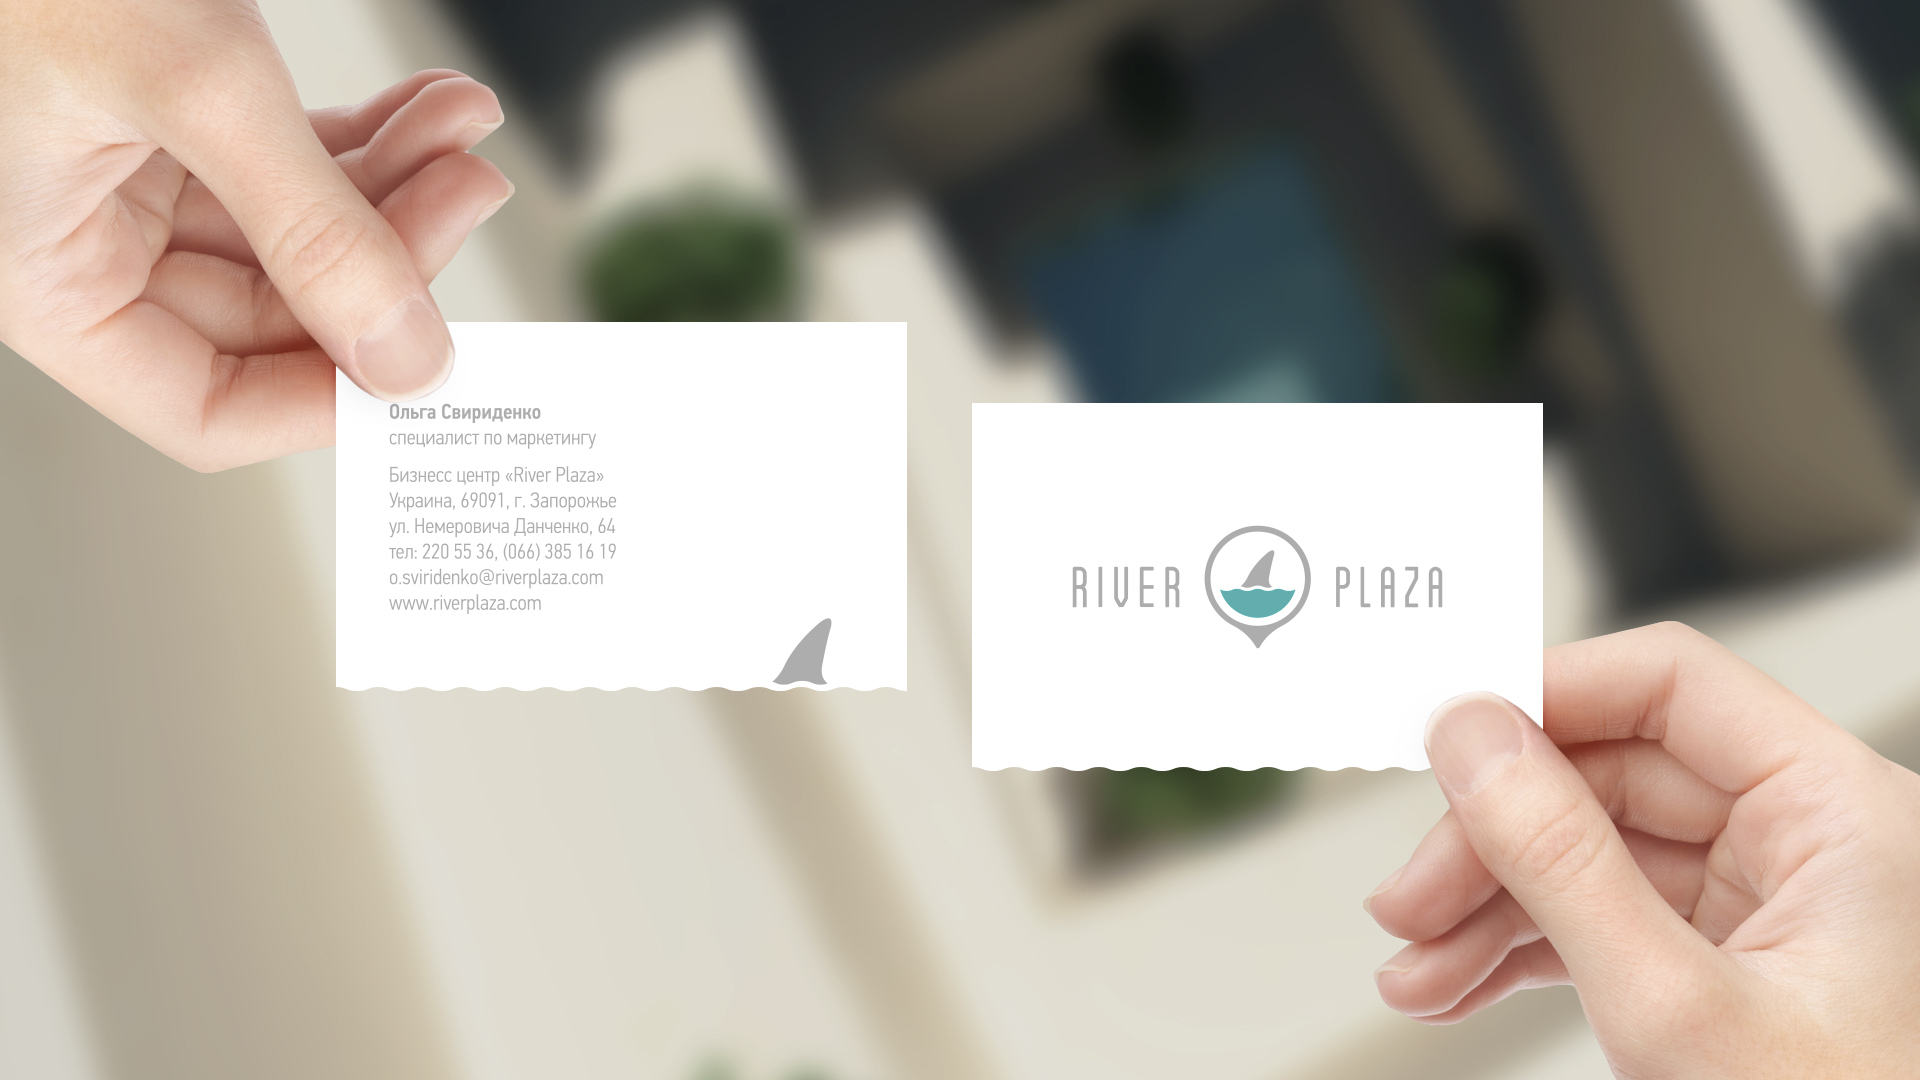 Ольга Свириденко
специалист по маркетингу
Бизнесс центр «River Plaza»
Украина, 69091, г. Запорожье
ул. Немеровича Данченко, 64
тел: 220 55 36, (066) 385 16 19
o.sviridenko@riverplaza.com
www.riverplaza.com
RIVER PLAZA